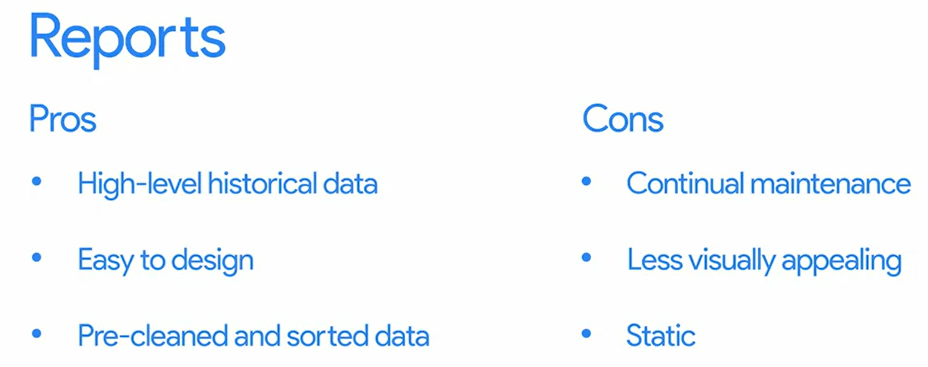 Reports
Pros
• High-level historical data
• Easy to design
• Pre-cleaned and sorted data
Cons
• Continual maintenance
• Less visually appealing
• Static